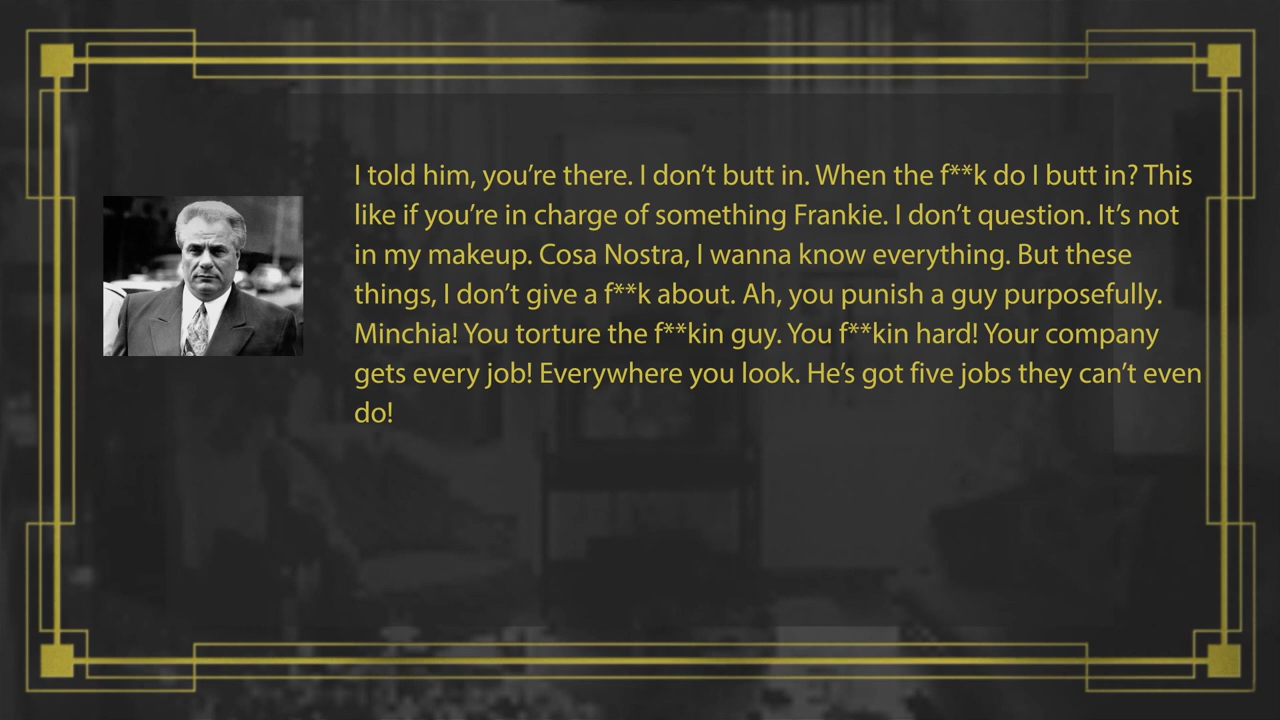 I told him, you’re there. I don’t butt in. When the f**k do I butt in? This
like if you’re in charge of something Frankie. I don’t question. It’s not
in my makeup. Cosa Nostra, I wanna know everything. But these
things, I don’t give a f**k about. Ah, you punish a guy purposefully.
Minchia! You torture the f**kin guy. You f**kin hard! Your company
gets every job! Everywhere you look. He’s got five jobs they can’t even
do!